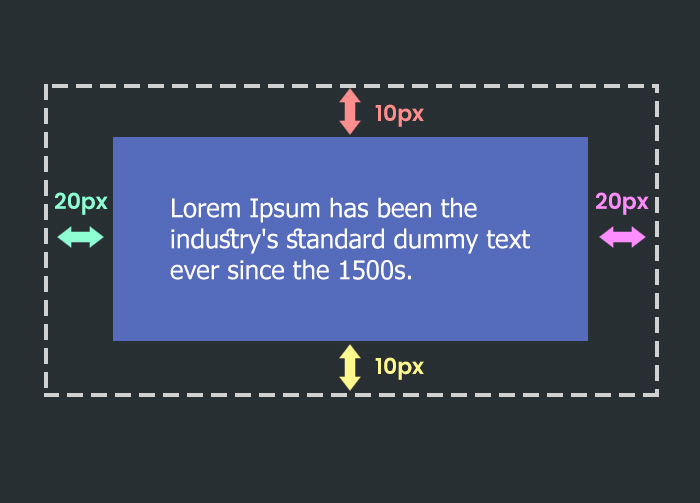 10px
20px
20px
Lorem Ipsum has been the
industry's standard dummy text
ever since the 1500s.
10px